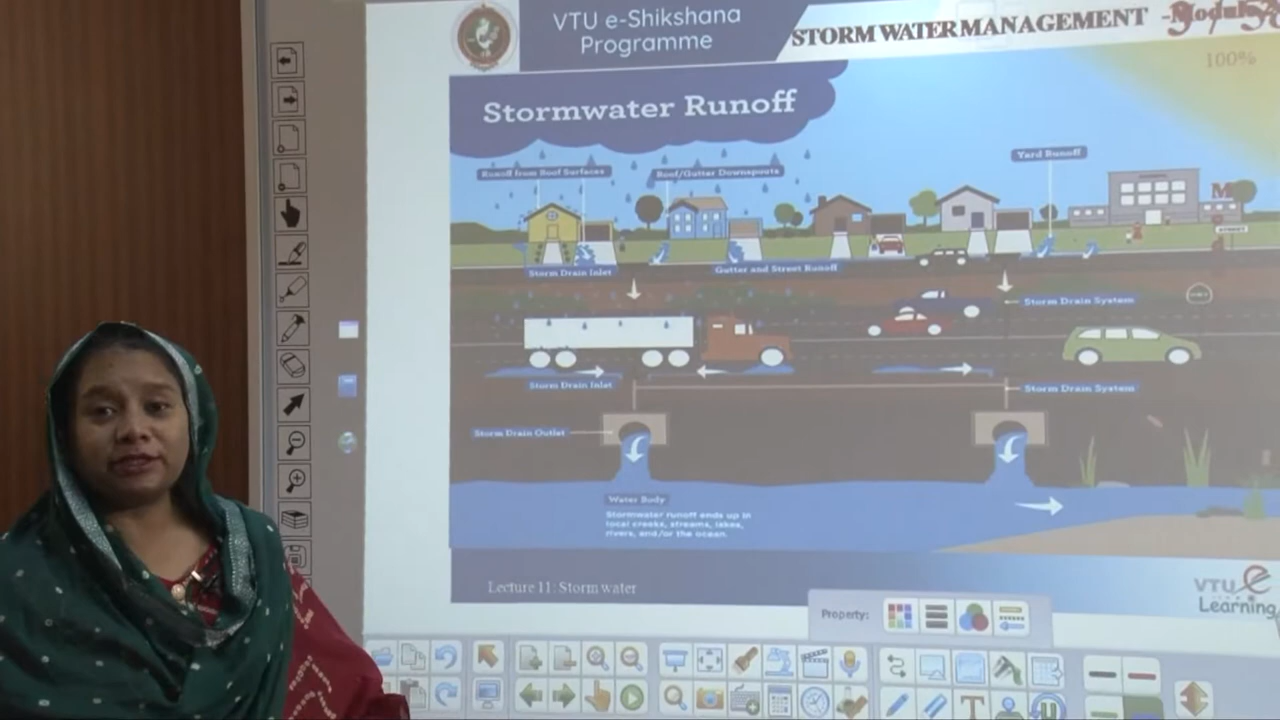 VTU e-Shikshana
Programme
STORM WATER MANAGEMENT
100%
Stormwater Runoff
Runoff from Roof Surfaces
Roof/Gutter Downspouts
Yard Runoff
M
Storm Drain Inlet
Gutter and Street Runoff
Storm Drain System
Storm Drain Inlet
Storm Drain System
Storm Drain Outlet
Water Body
Stormwater runoff ends up in
local creeks, streams, lakes,
rivers, and/or the ocean.
Lecture 11: Storm water
VTU e
Learning
Property: